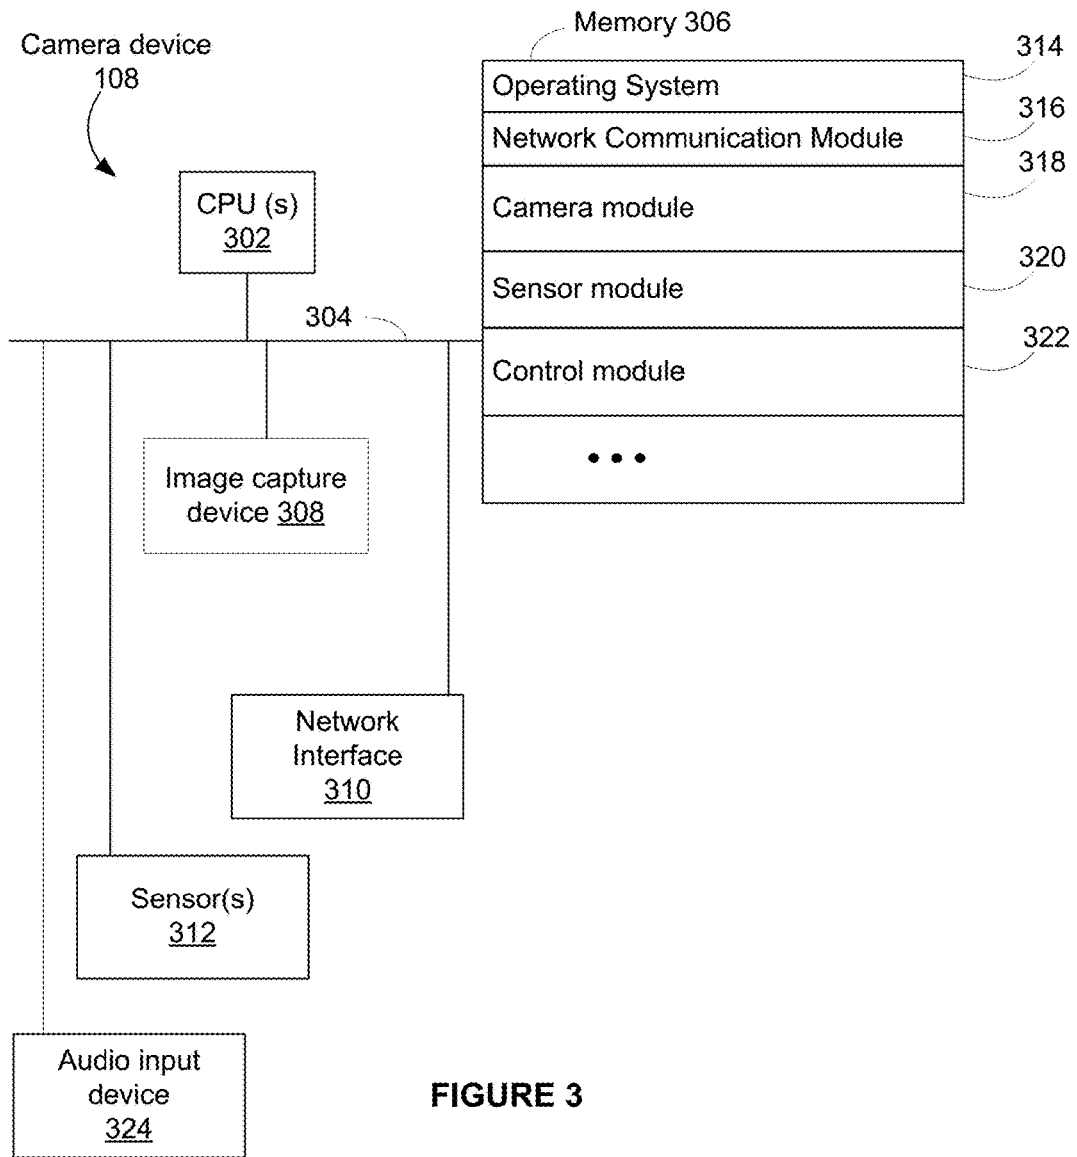 Camera device
108
Memory 306
Operating System
314
Network Communication Module
316
Camera module
318
Sensor module
320
Control module
322
• • •
CPU (s)
302
304
Image capture
device 308
Network
Interface
310
Sensor(s)
312
Audio input
device
324
FIGURE 3